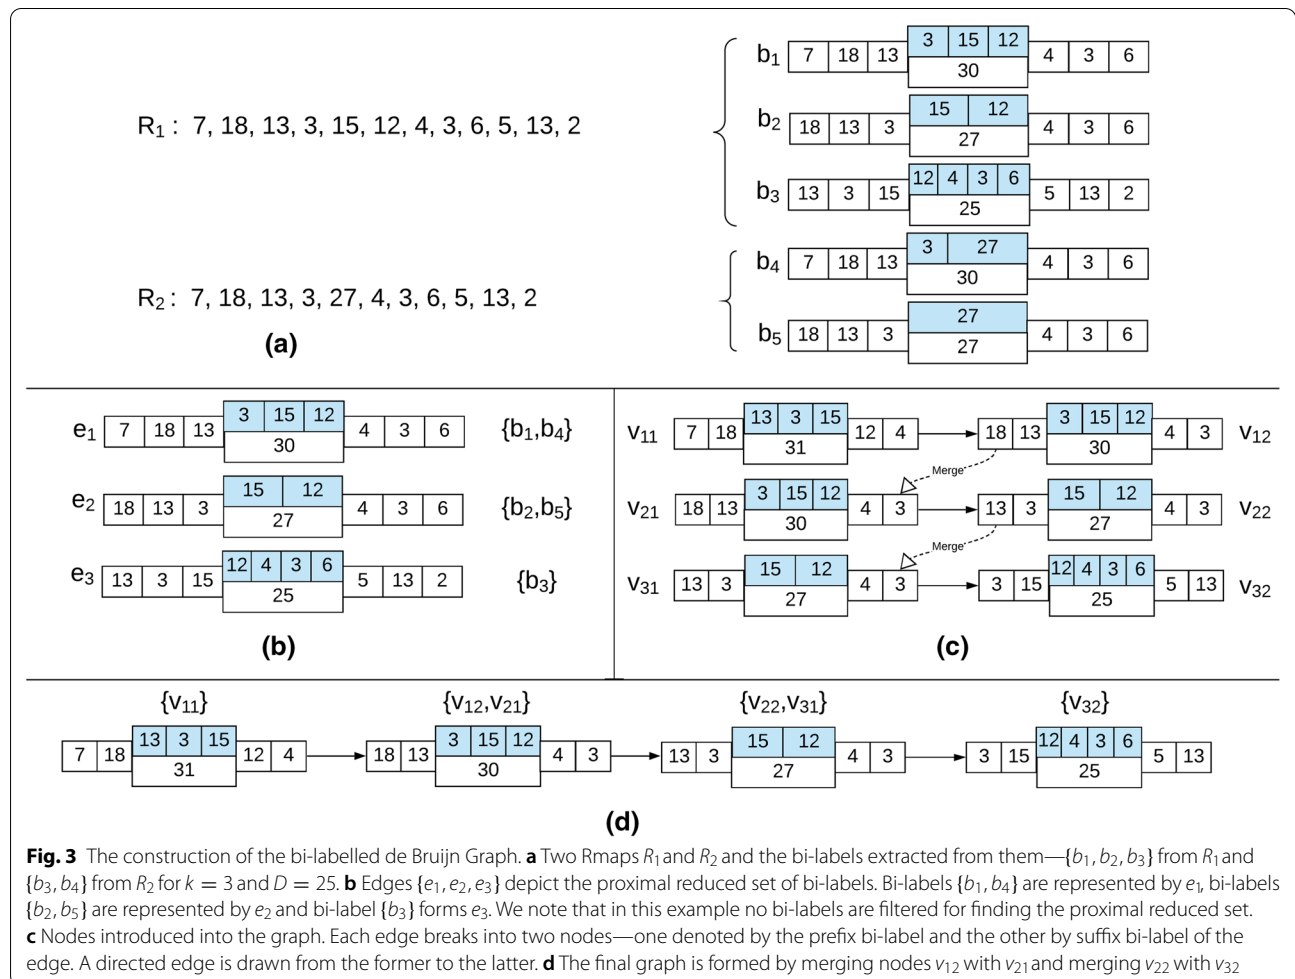 R1 : 7, 18, 13, 3, 15, 12, 4, 3, 6, 5, 13, 2
b1 7 18 13 3 15 12 30 4 3 6
b2 18 13 3 15 12 27 4 3 6
b3 13 3 15 12 4 3 6 25 5 13 2
R2 : 7, 18, 13, 3, 27, 4, 3, 6, 5, 13, 2
b4 7 18 13 3 27 30 4 3 6
b5 18 13 3 27 27 4 3 6
(a)
e1 7 18 13 3 15 12 30 4 3 6 {b1,b4}
e2 18 13 3 15 12 27 4 3 6 {b2,b5}
e3 13 3 15 12 4 3 6 25 5 13 2 {b3}
(b)
v11 7 18 13 3 15 31 12 4 18 13 3 15 12 30 4 3 v12
Merge
v21 18 13 3 15 12 30 4 3 13 3 15 12 27 4 3 v22
Merge
v31 13 3 15 12 27 4 3 3 15 12 4 3 6 25 5 13 v32
(c)
{v11} {v12,v21} {v22,v31} {v32}
7 18 13 3 15 31 12 4 18 13 3 15 12 30 4 3 13 3 15 12 27 4 3 3 15 12 4 3 6 25 5 13
(d)
Fig. 3 The construction of the bi-labelled de Bruijn Graph. a Two Rmaps R1 and R2 and the bi-labels extracted from them—{b1, b2, b3} from R1 and
{b3, b4} from R2 for k = 3 and D = 25. b Edges {e1, e2, e3} depict the proximal reduced set of bi-labels. Bi-labels {b1, b4} are represented by e1, bi-labels
{b2, b5} are represented by e2 and bi-label {b3} forms e3. We note that in this example no bi-labels are filtered for finding the proximal reduced set.
c Nodes introduced into the graph. Each edge breaks into two nodes—one denoted by the prefix bi-label and the other by suffix bi-label of the
edge. A directed edge is drawn from the former to the latter. d The final graph is formed by merging nodes v12 with v21 and merging v22 with v32